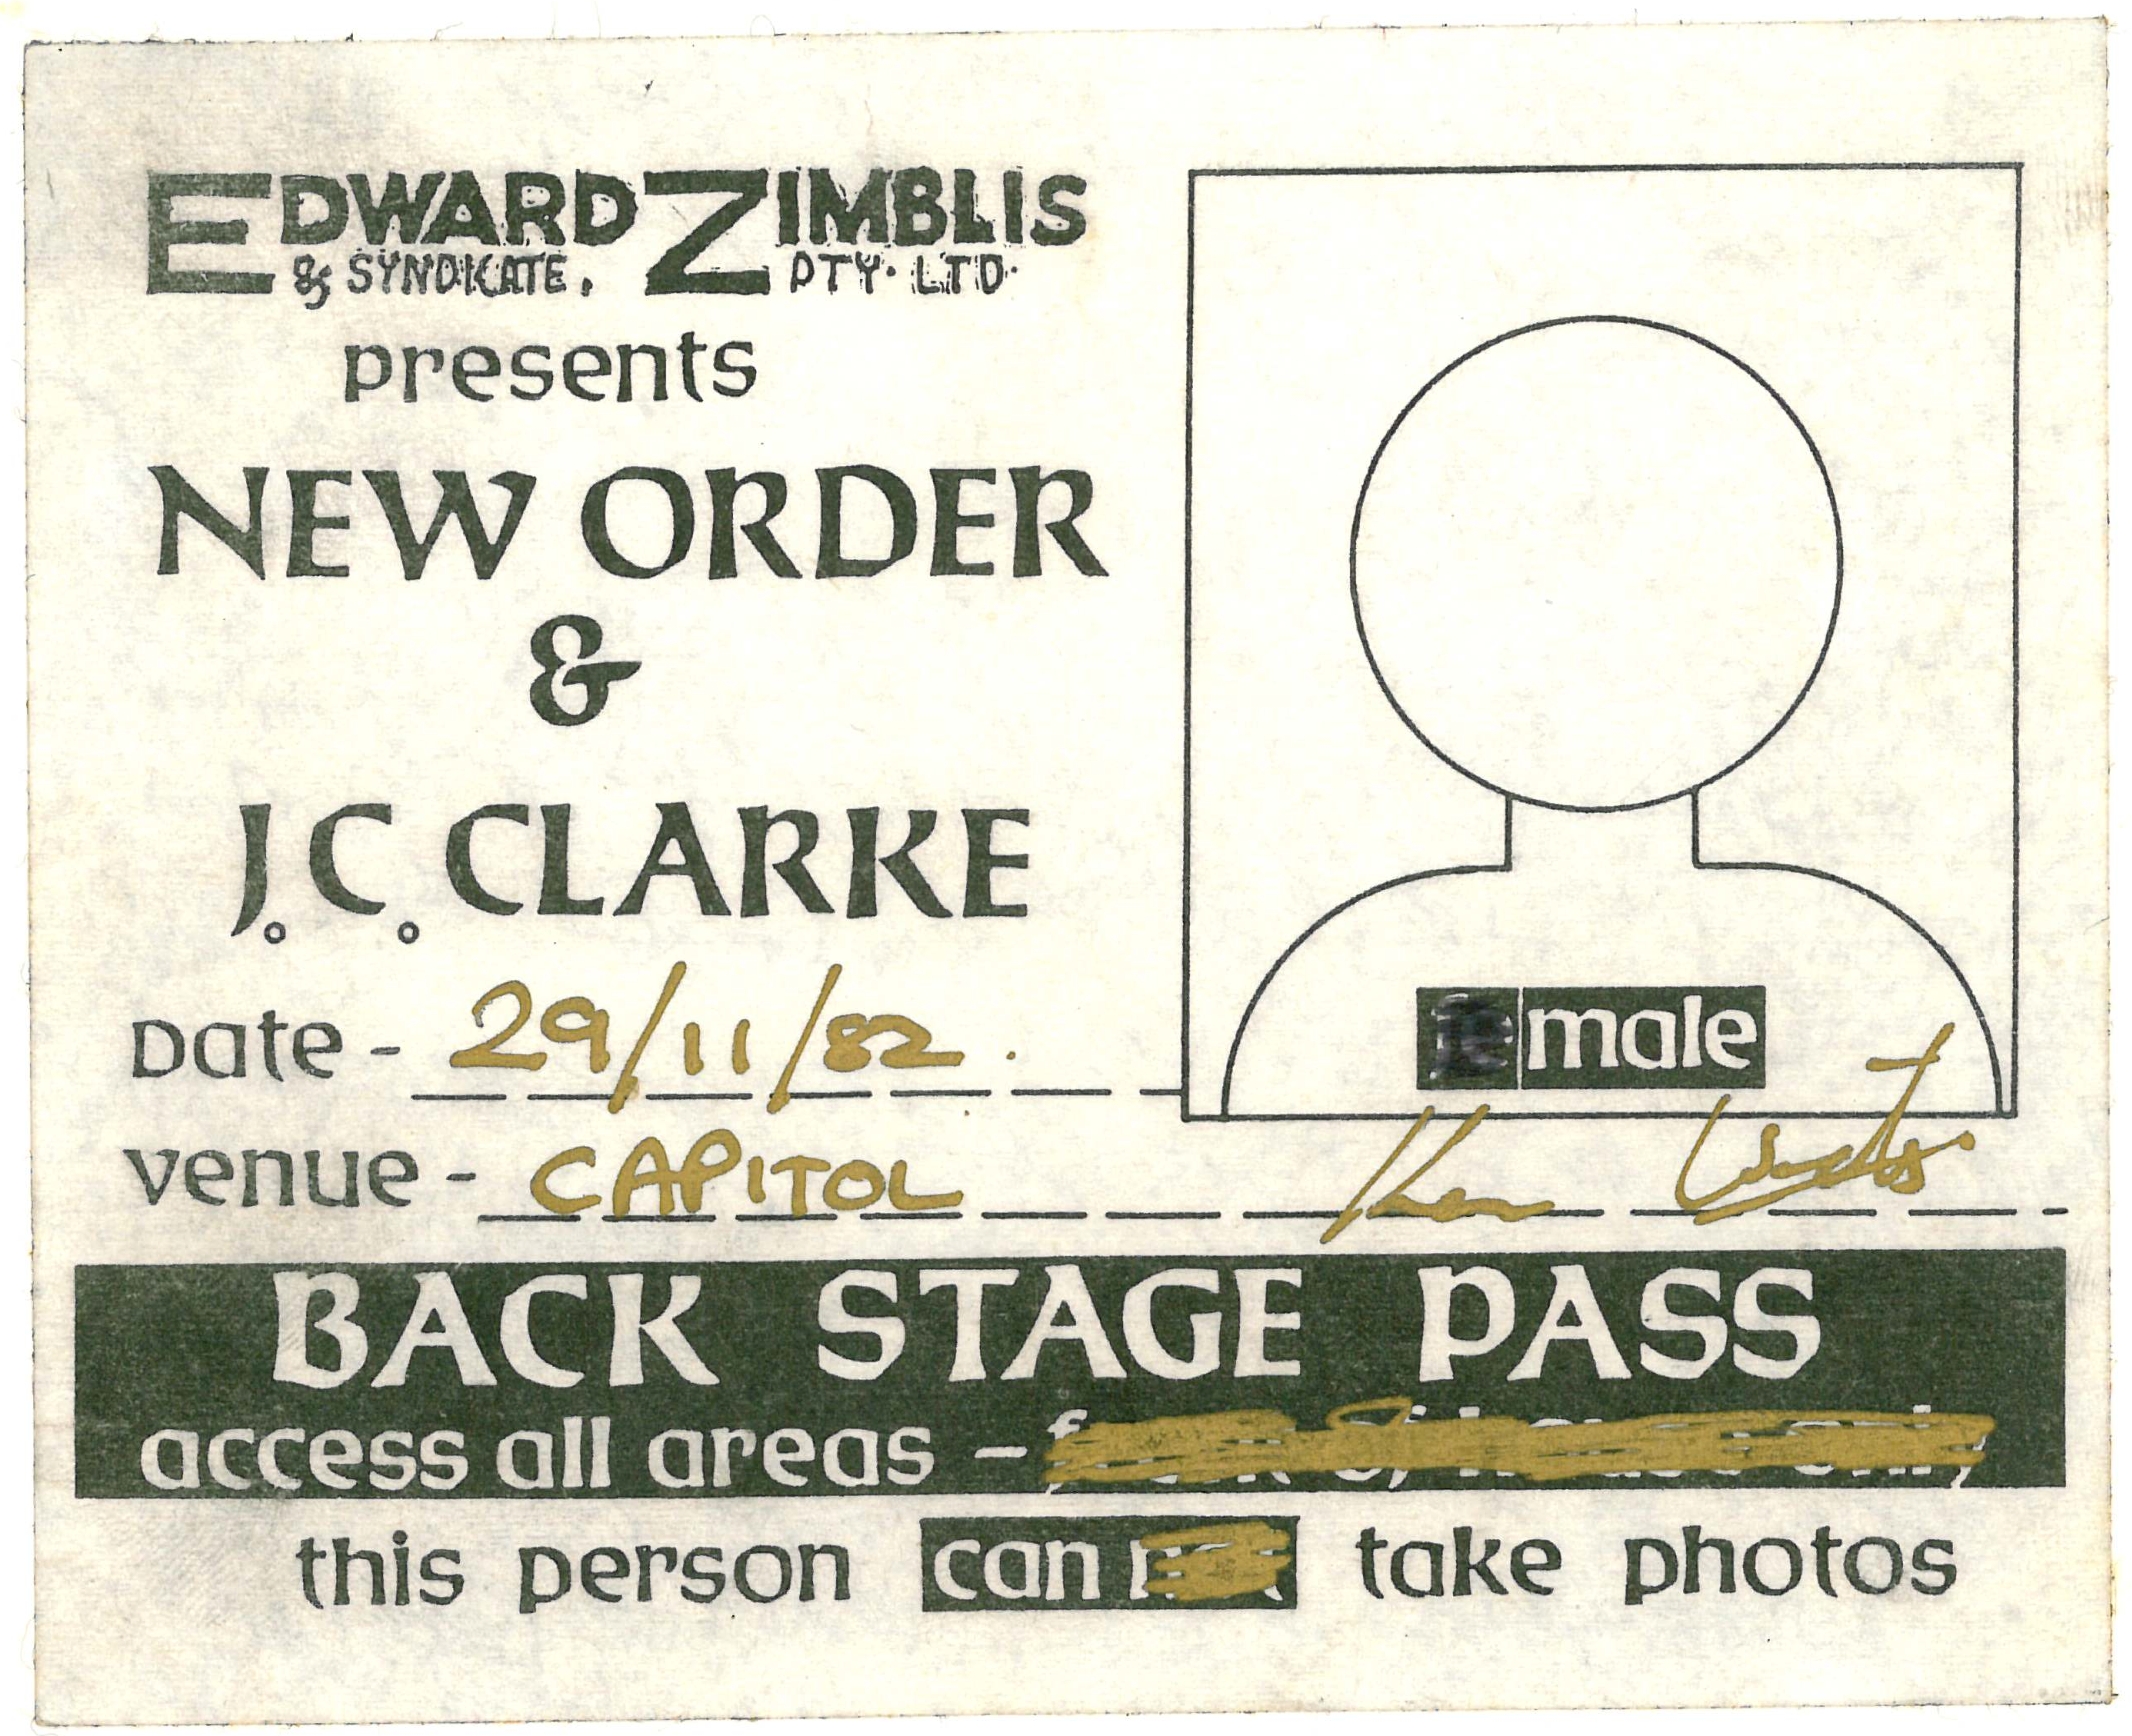 EDWARD ZIMBLIS
& SYNDICATE. PTY. LTD.
presents
NEW ORDER
&
J.C. CLARKE
Date - 29/11/82.
venue - CAPITOL
male
Ken
BACK STAGE PASS
access all areas -
this person can take photos